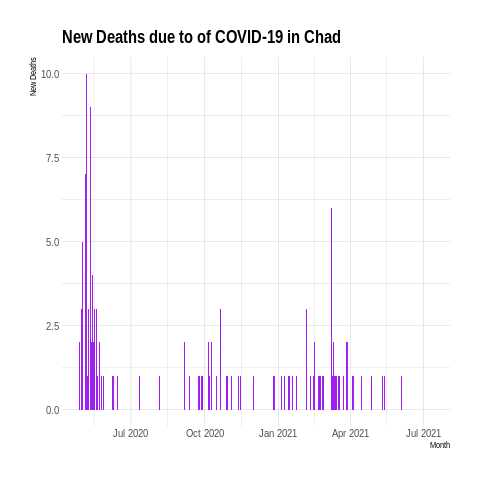 New Deaths due to of COVID-19 in Chad
New Deaths
10.0
7.5
5.0
2.5
0.0
Jul 2020 Oct 2020 Jan 2021 Apr 2021 Jul 2021
Month